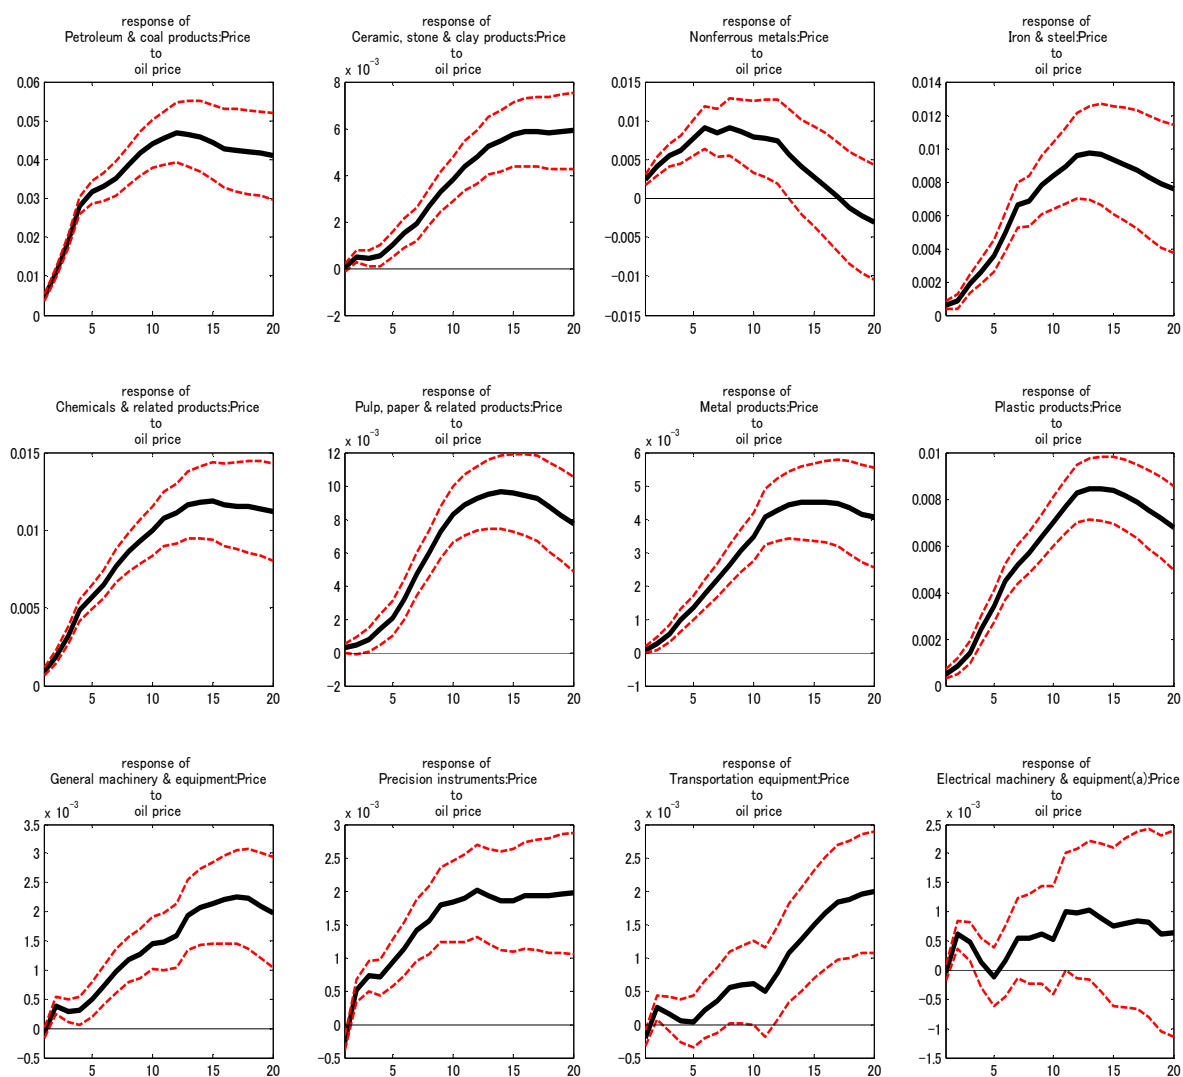 response of
Petroleum & coal products:Price
to
oil price
0.06
0.05
0.04
0.03
0.02
0.01
0
5
10
15
20
response of
Ceramic, stone & clay products:Price
to
oil price
x 10⁻³
8
6
4
2
0
−2
5
10
15
20
response of
Nonferrous metals:Price
to
oil price
0.015
0.01
0.005
0
−0.005
−0.01
−0.015
5
10
15
20
response of
Iron & steel:Price
to
oil price
0.014
0.012
0.01
0.008
0.006
0.004
0.002
0
5
10
15
20
response of
Chemicals & related products:Price
to
oil price
0.015
0.01
0.005
0
5
10
15
20
response of
Pulp, paper & related products:Price
to
oil price
x 10⁻³
12
10
8
6
4
2
0
−2
5
10
15
20
response of
Metal products:Price
to
oil price
x 10⁻³
6
5
4
3
2
1
0
−1
5
10
15
20
response of
Plastic products:Price
to
oil price
0.01
0.008
0.006
0.004
0.002
0
5
10
15
20
response of
General machinery & equipment:Price
to
oil price
x 10⁻³
3.5
3
2.5
2
1.5
1
0.5
0
−0.5
5
10
15
20
response of
Precision instruments:Price
to
oil price
x 10⁻³
3
2.5
2
1.5
1
0.5
0
−0.5
5
10
15
20
response of
Transportation equipment:Price
to
oil price
x 10⁻³
3
2.5
2
1.5
1
0.5
0
−0.5
5
10
15
20
response of
Electrical machinery & equipment(a):Price
to
oil price
x 10⁻³
2.5
2
1.5
1
0.5
0
−0.5
−1
−1.5
5
10
15
20